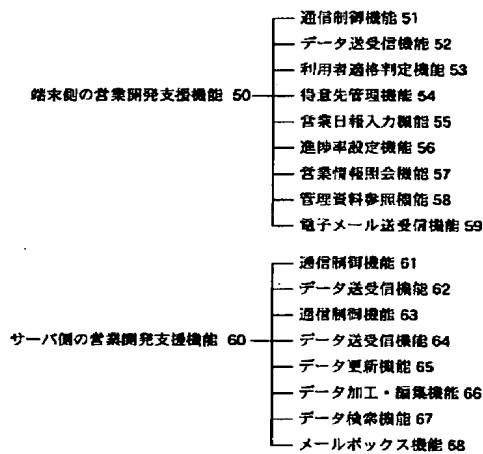 通信制御機能 51
データ送受信機能 52
利用者適格判定機能 53
端末側の営業開発支援機能 50
得意先管理機能 54
営業日報入力機能 55
進捗率設定機能 56
営業情報照会機能 57
管理資料参照機能 58
電子メール送受信機能 59
通信制御機能 61
データ送受信機能 62
通信制御機能 63
サーバ側の営業開発支援機能 60
データ送受信機能 64
データ更新機能 65
データ加工・編集機能 66
データ検索機能 67
メールボックス機能 68